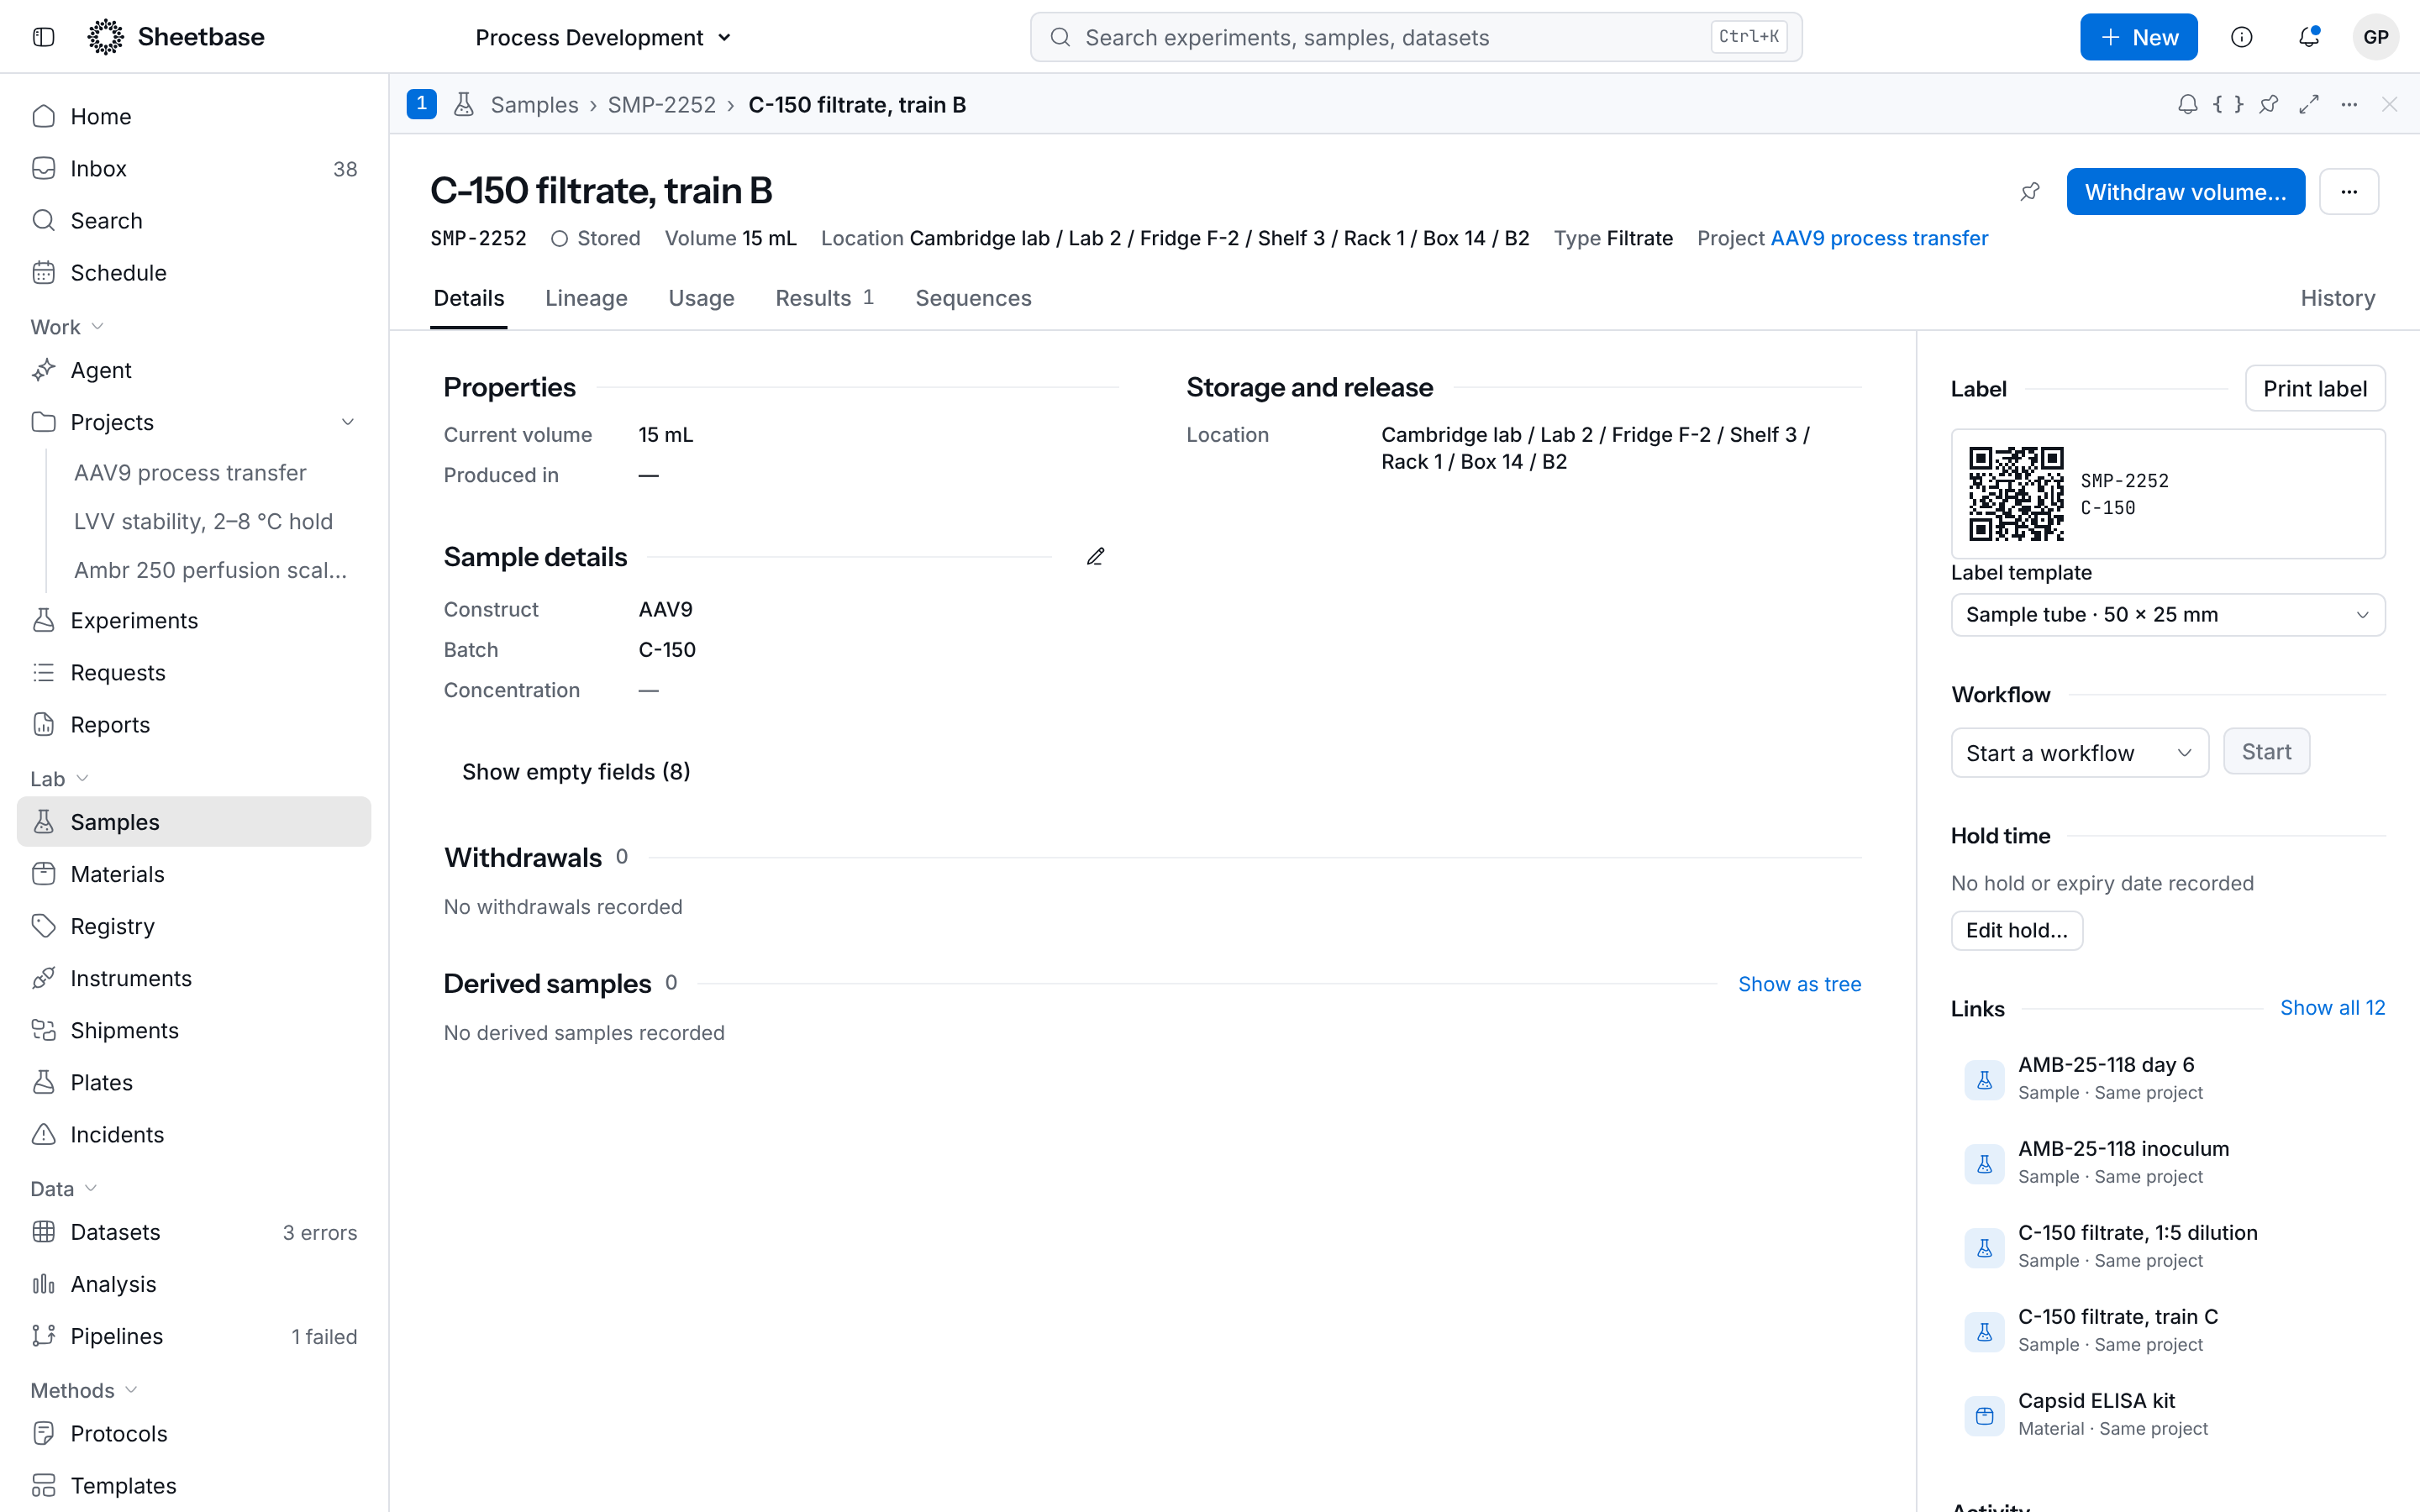 Sheetbase
Process Development
Search experiments, samples, datasets
Ctrl+K
+ New
GP
Home
Inbox 38
Search
Schedule
Work
Agent
Projects
AAV9 process transfer
LVV stability, 2–8 °C hold
Ambr 250 perfusion scal...
Experiments
Requests
Reports
Lab
Samples
Materials
Registry
Instruments
Shipments
Plates
Incidents
Data
Datasets 3 errors
Analysis
Pipelines 1 failed
Methods
Protocols
Templates
1 Samples › SMP-2252 › C-150 filtrate, train B
{ }
C-150 filtrate, train B
Withdraw volume...
SMP-2252 Stored Volume 15 mL Location Cambridge lab / Lab 2 / Fridge F-2 / Shelf 3 / Rack 1 / Box 14 / B2 Type Filtrate Project AAV9 process transfer
Details Lineage Usage Results 1 Sequences History
Properties
Current volume 15 mL
Produced in —
Sample details
Construct AAV9
Batch C-150
Concentration —
Show empty fields (8)
Storage and release
Location Cambridge lab / Lab 2 / Fridge F-2 / Shelf 3 /
Rack 1 / Box 14 / B2
Withdrawals 0
No withdrawals recorded
Derived samples 0 Show as tree
No derived samples recorded
Label Print label
SMP-2252
C-150
Label template
Sample tube · 50 × 25 mm
Workflow
Start a workflow Start
Hold time
No hold or expiry date recorded
Edit hold...
Links Show all 12
AMB-25-118 day 6
Sample · Same project
AMB-25-118 inoculum
Sample · Same project
C-150 filtrate, 1:5 dilution
Sample · Same project
C-150 filtrate, train C
Sample · Same project
Capsid ELISA kit
Material · Same project
Activity